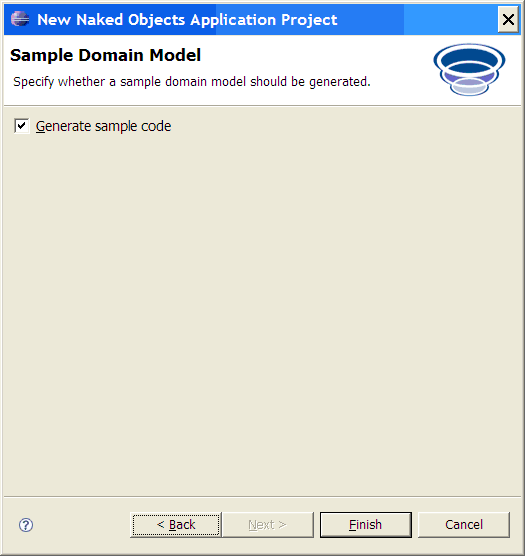 New Naked Objects Application Project
Sample Domain Model
Specify whether a sample domain model should be generated.
Generate sample code
?
< Back
Next >
Finish
Cancel